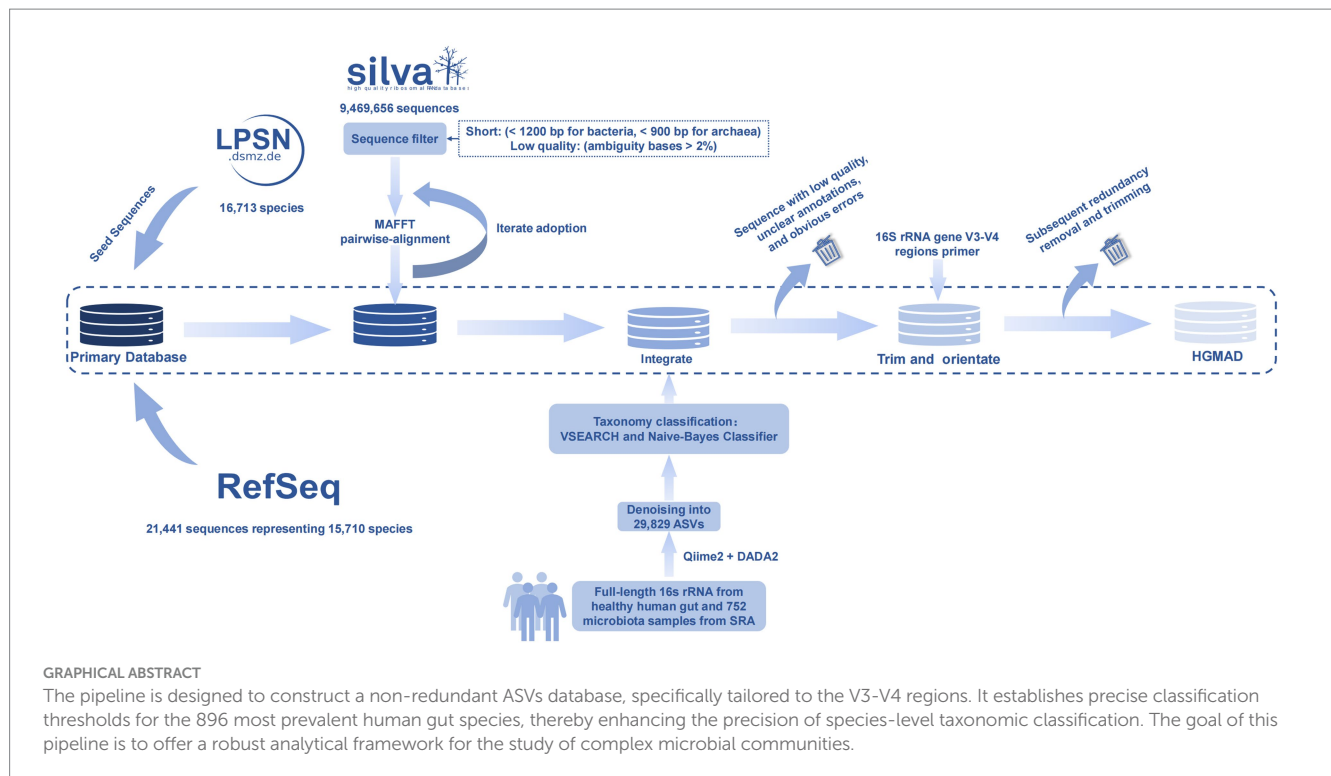 silva
9,469,656 sequences
Sequence filter
Short: (< 1200 bp for bacteria, < 900 bp for archaea)
Low quality: (ambiguity bases > 2%)
LPSN
.dsmz.de
16,713 species
Seed Sequences
MAFFT
pairwise-alignment
Iterate adoption
Sequence with low quality,
unclear annotations,
and obvious errors
16S rRNA gene V3-V4
regions primer
Subsequent redundancy
removal and trimming
Primary Database
Integrate
Trim and orientate
HGMAD
Taxonomy classification:
VSEARCH and Naive-Bayes Classifier
RefSeq
21,441 sequences representing 15,710 species
Denoising into
29,829 ASVs
Qiime2 + DADA2
Full-length 16s rRNA from
healthy human gut and 752
microbiota samples from SRA
GRAPHICAL ABSTRACT
The pipeline is designed to construct a non-redundant ASVs database, specifically tailored to the V3-V4 regions. It establishes precise classification
thresholds for the 896 most prevalent human gut species, thereby enhancing the precision of species-level taxonomic classification. The goal of this
pipeline is to offer a robust analytical framework for the study of complex microbial communities.